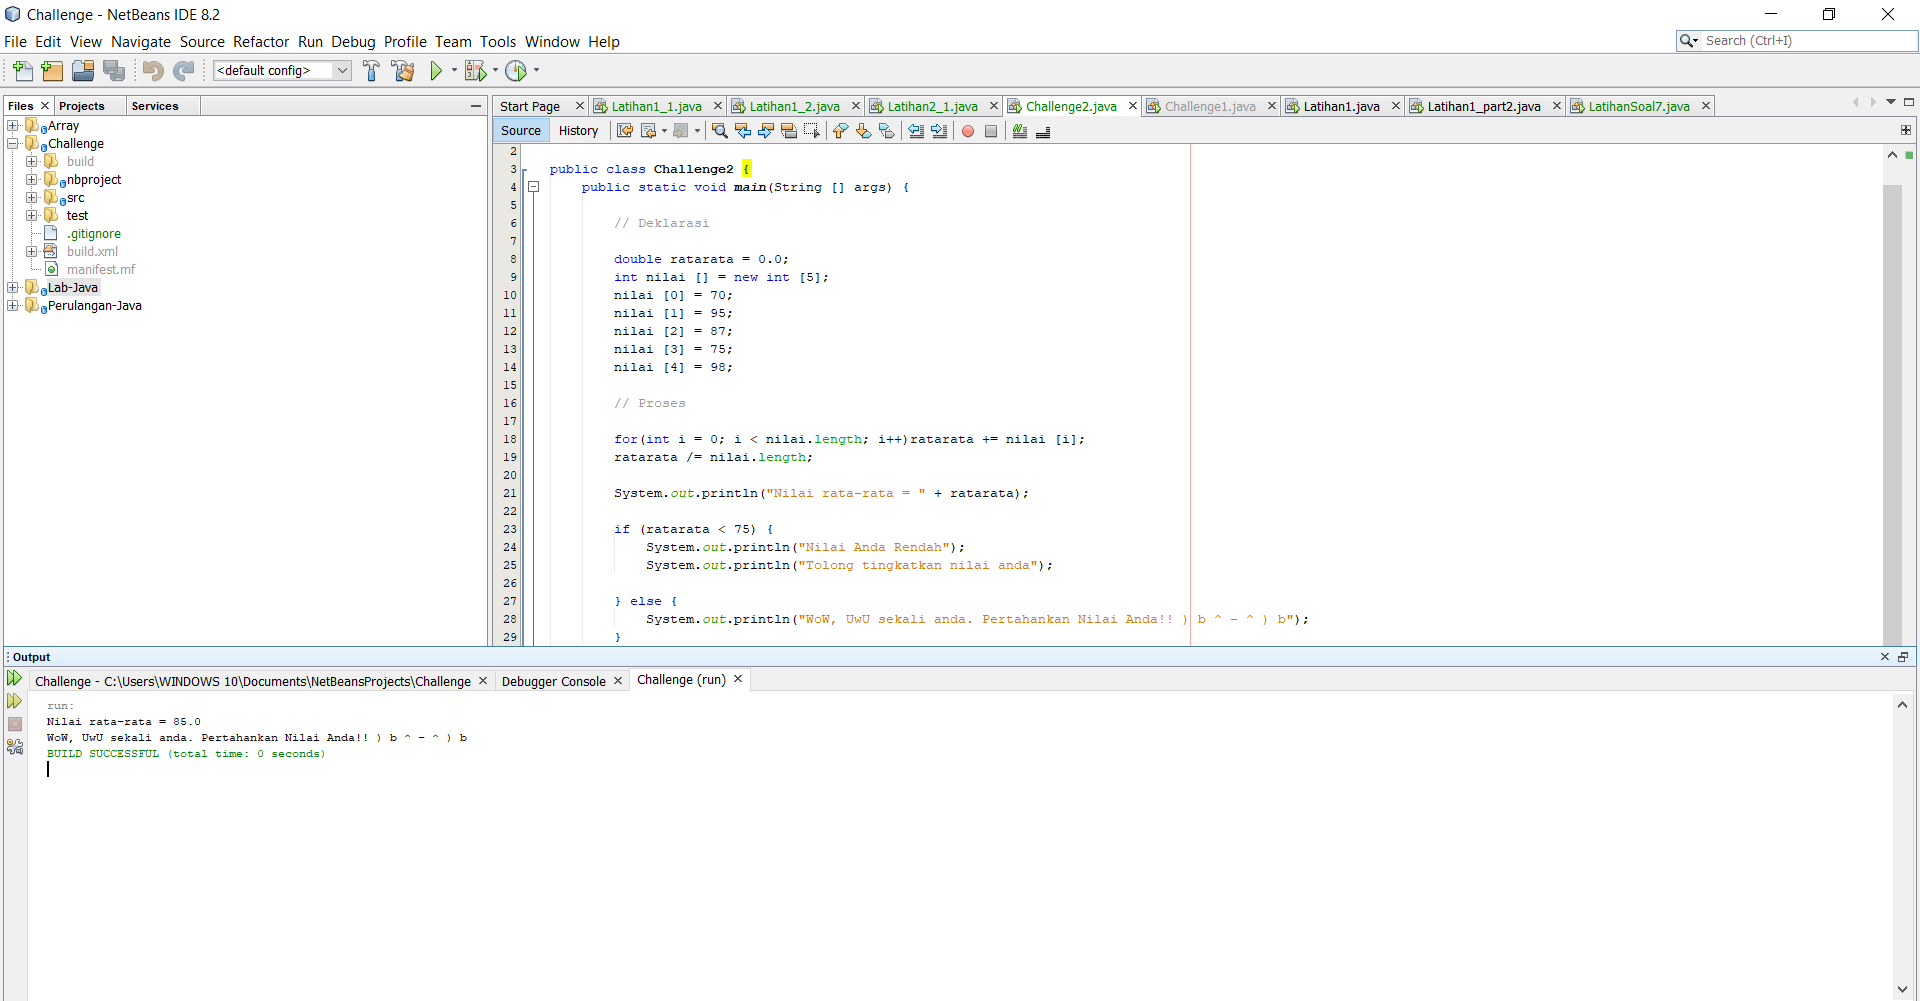 Challenge - NetBeans IDE 8.2
File Edit View Navigate Source Refactor Run Debug Profile Team Tools Window Help
Search (Ctrl+I)
<default config>
Files Projects Services
Array
Challenge
build
nbproject
src
test
.gitignore
build.xml
manifest.mf
Lab-Java
Perulangan-Java
Start Page Latihan1_1.java Latihan1_2.java Latihan2_1.java Challenge2.java Challenge1.java Latihan1.java Latihan1_part2.java LatihanSoal7.java
Source History
2
3 public class Challenge2 {
4 public static void main(String [] args) {
5
6 // Deklarasi
7
8 double ratarata = 0.0;
9 int nilai [] = new int [5];
10 nilai [0] = 70;
11 nilai [1] = 95;
12 nilai [2] = 87;
13 nilai [3] = 75;
14 nilai [4] = 98;
15
16 // Proses
17
18 for(int i = 0; i < nilai.length; i++)ratarata += nilai [i];
19 ratarata /= nilai.length;
20
21 System.out.println("Nilai rata-rata = " + ratarata);
22
23 if (ratarata < 75) {
24 System.out.println("Nilai Anda Rendah");
25 System.out.println("Tolong tingkatkan nilai anda");
26
27 } else {
28 System.out.println("WoW, UwU sekali anda. Pertahankan Nilai Anda!! ) b ^ - ^ ) b");
29 }
Output
Challenge - C:\Users\WINDOWS 10\Documents\NetBeansProjects\Challenge Debugger Console Challenge (run)
run:
Nilai rata-rata = 85.0
WoW, UwU sekali anda. Pertahankan Nilai Anda!! ) b ^ - ^ ) b
BUILD SUCCESSFUL (total time: 0 seconds)